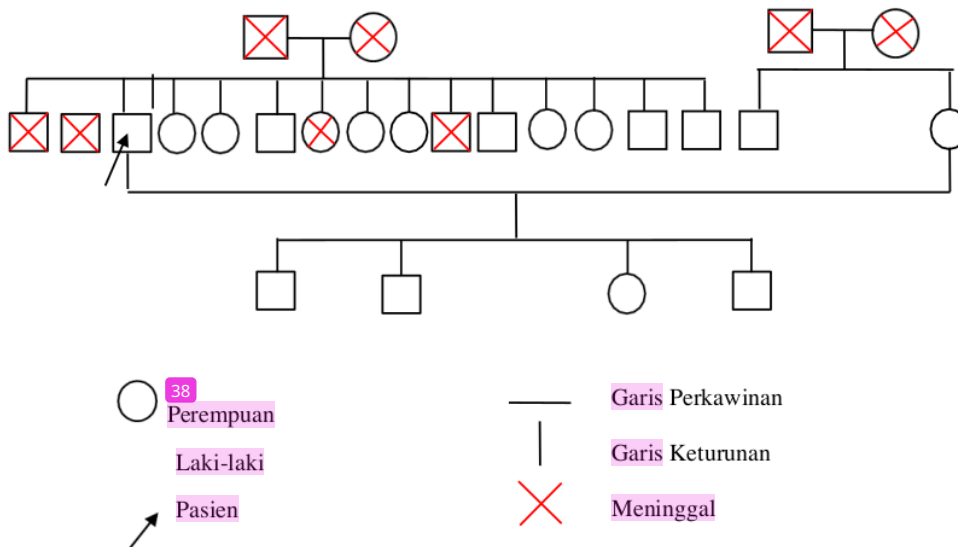 38
Perempuan
Laki-laki
Pasien
Garis Perkawinan
Garis Keturunan
Meninggal